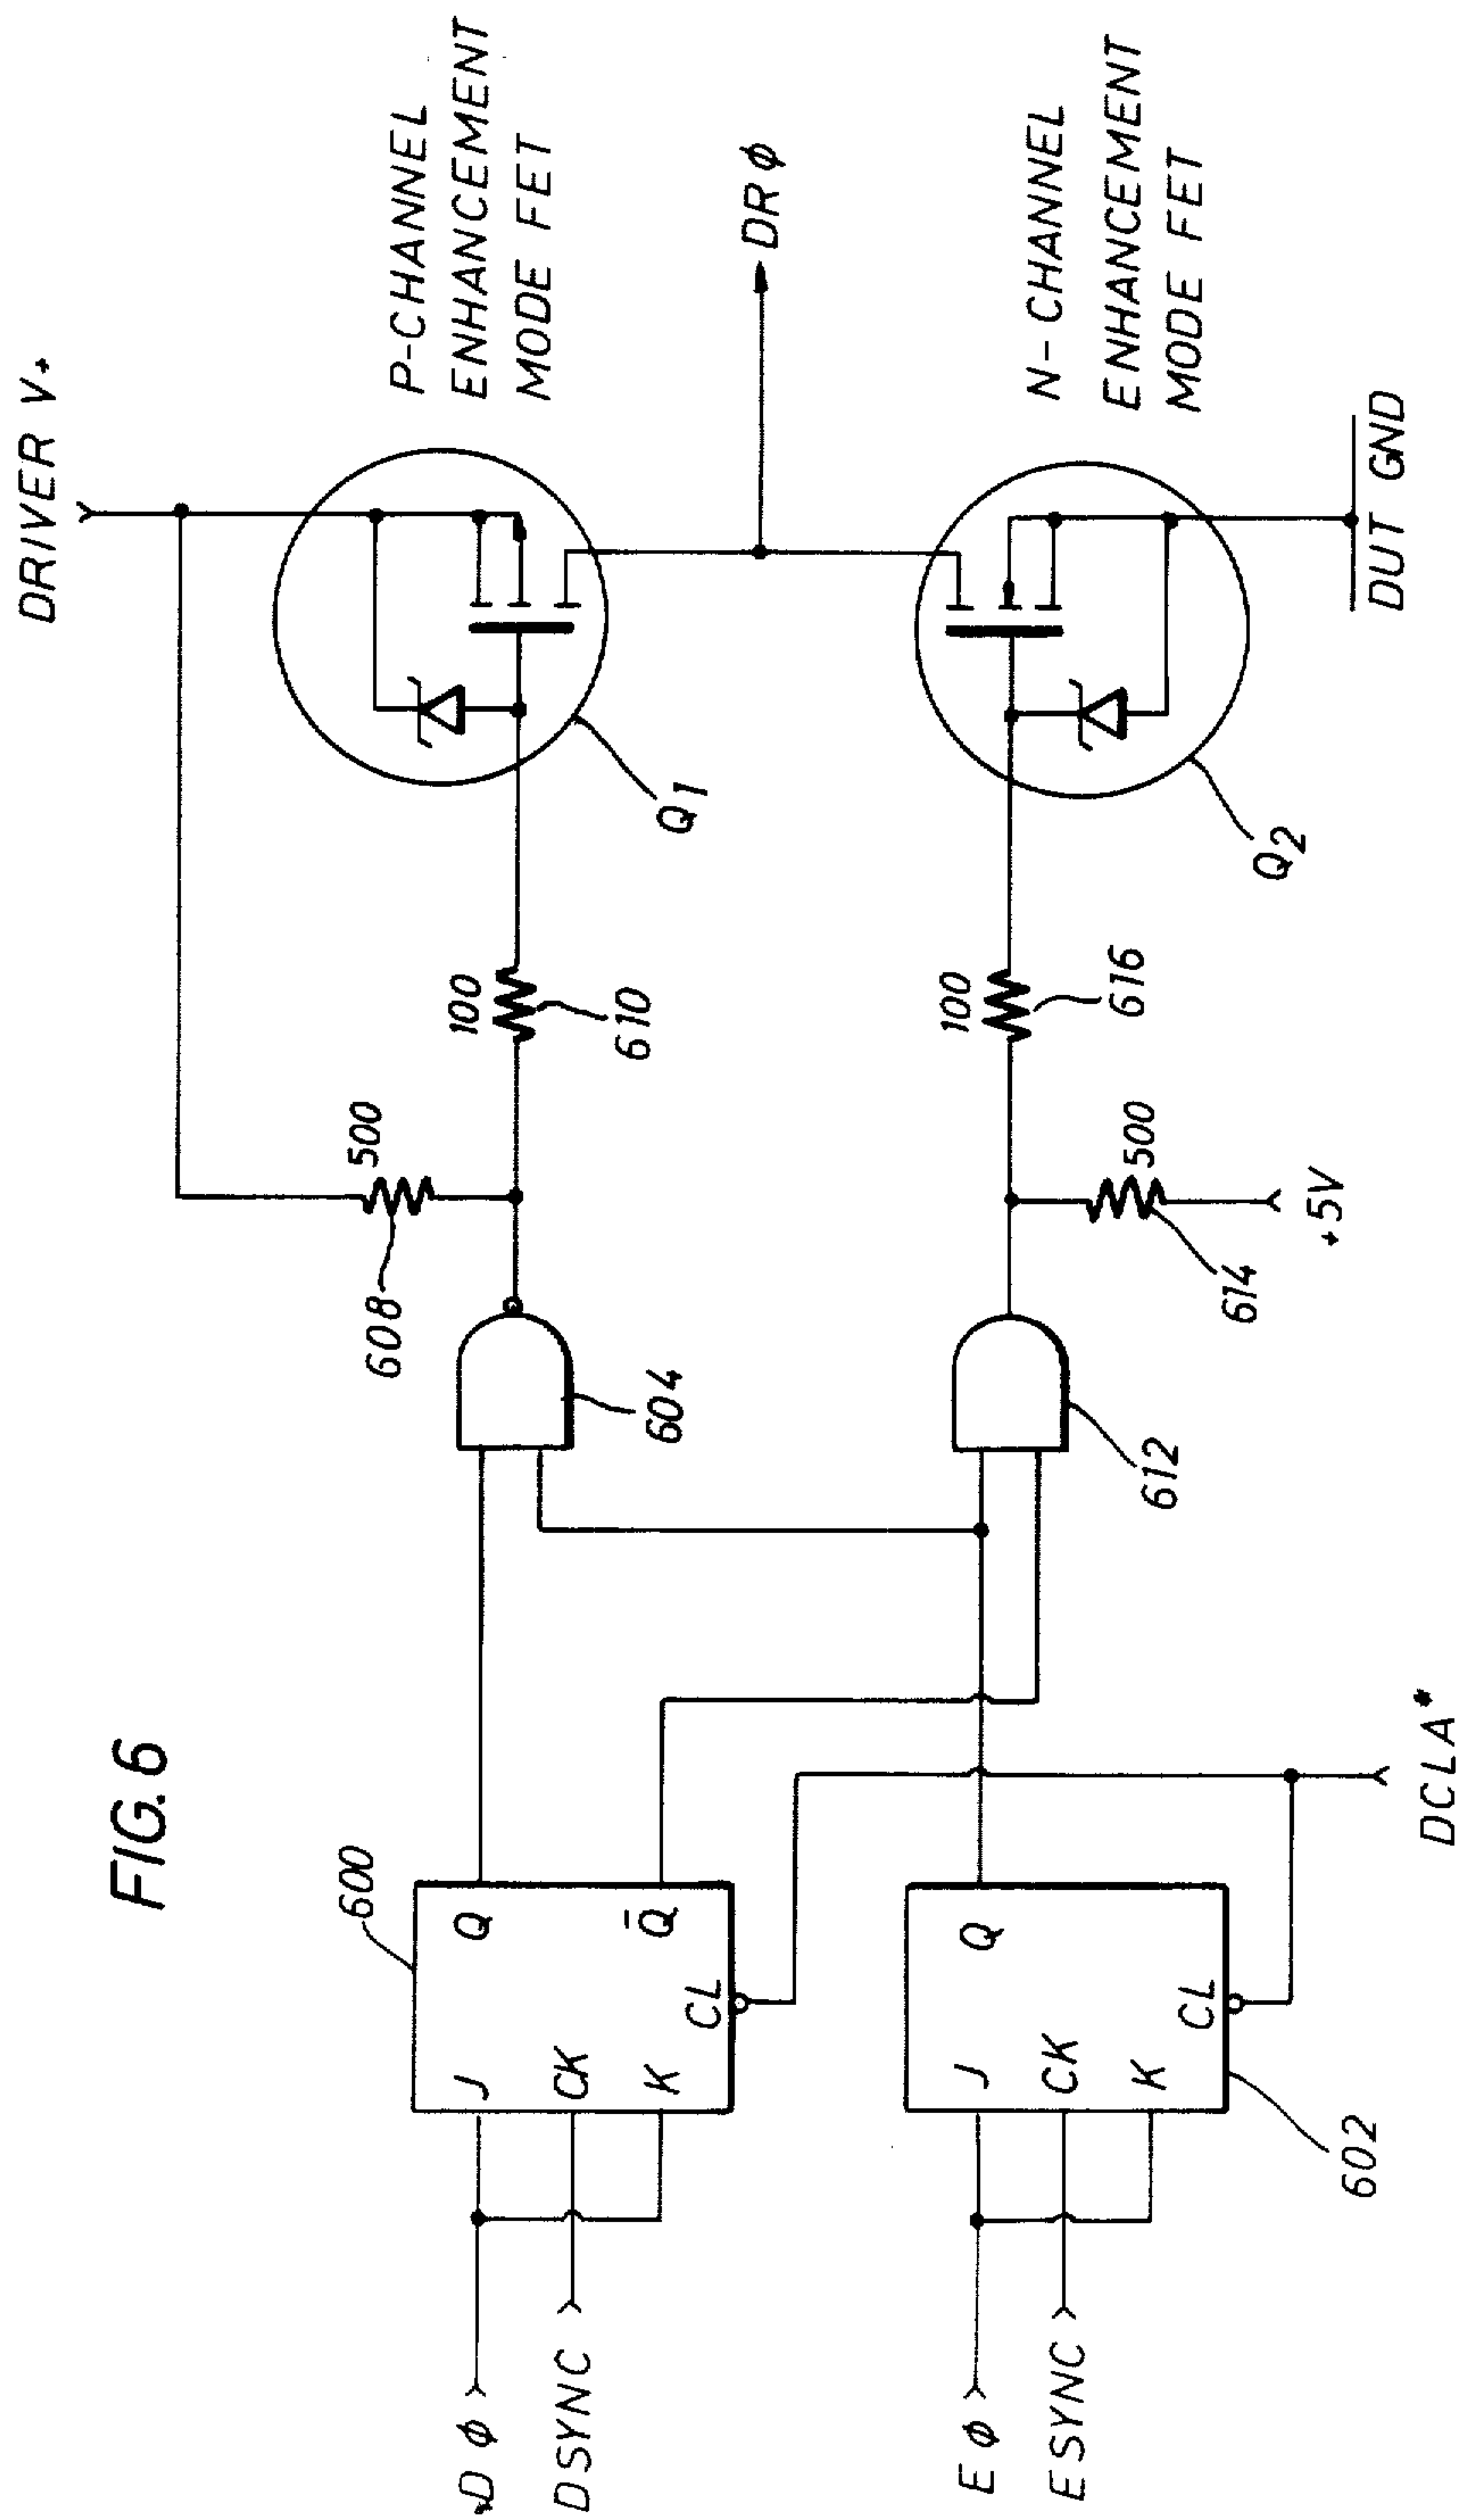 FIG. 6
DRIVER V+
P-CHANNEL
ENHANCEMENT
MODE FET
608
500
600
J
Q
CK
K
Q̅
CL
D ϕ
DSYNC
604
100
610
Q1
DR ϕ
N-CHANNEL
ENHANCEMENT
MODE FET
E ϕ
ESYNC
J
Q
CK
K
CL
602
612
100
616
614
500
+5V
Q2
DCLA*
DUT GND